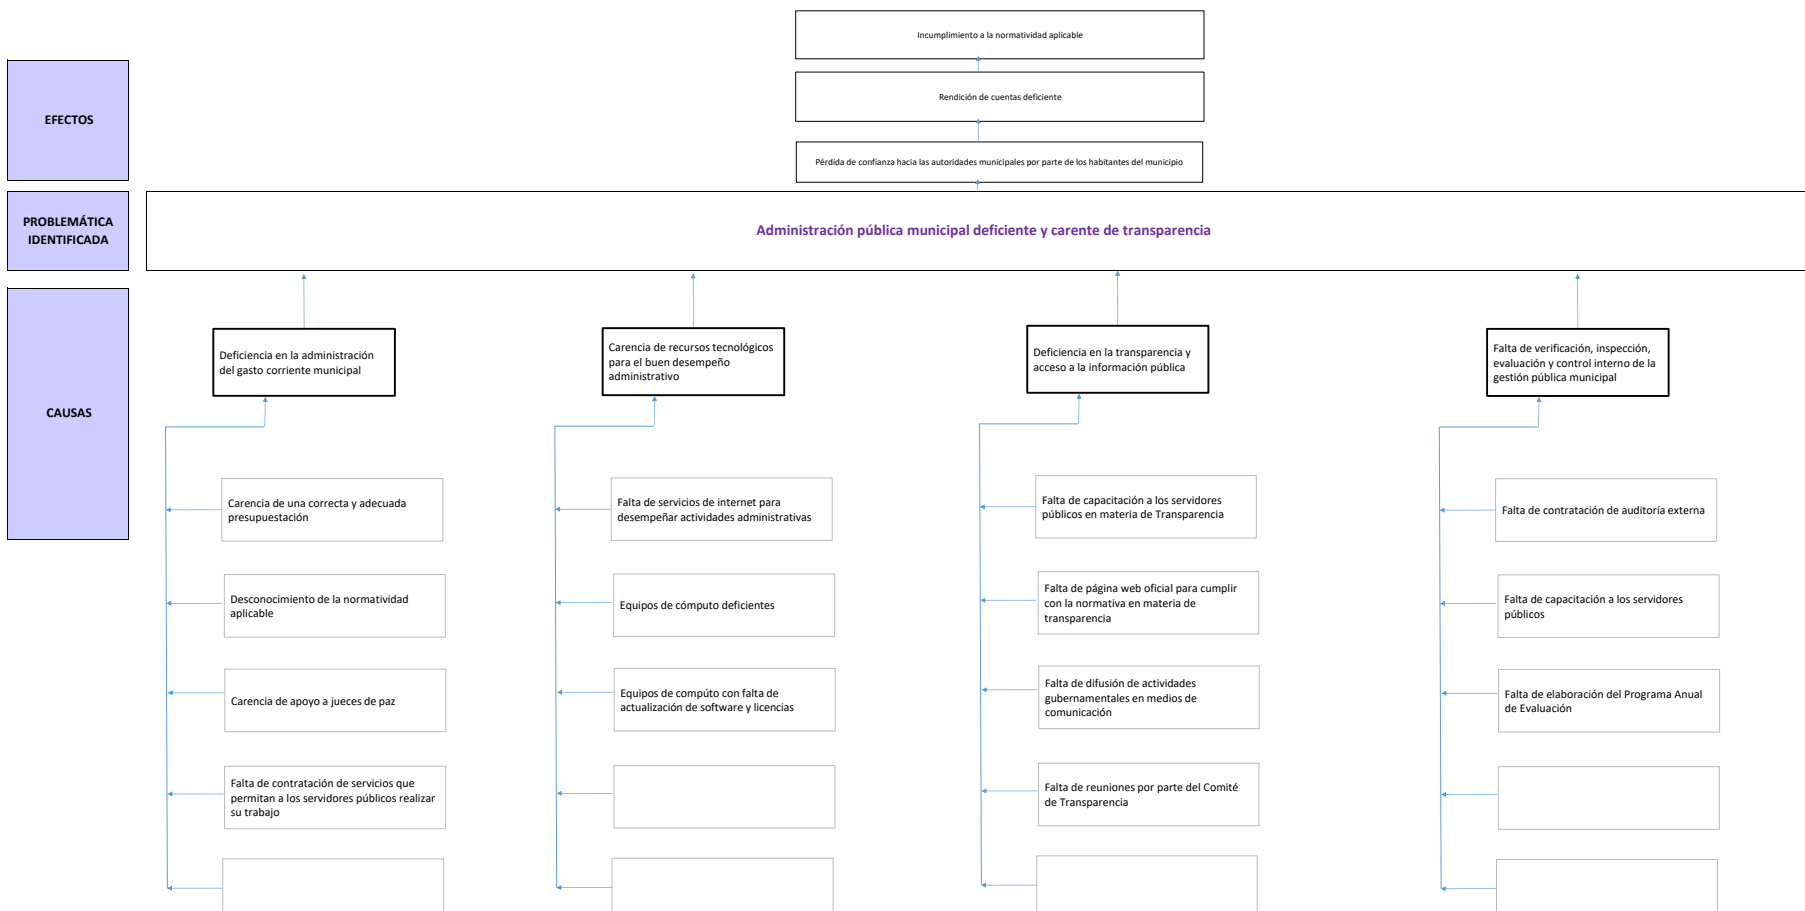 Incumplimiento a la normatividad aplicable
Rendición de cuentas deficiente
EFECTOS
Pérdida de confianza hacia las autoridades municipales por parte de los habitantes del municipio
PROBLEMÁTICA
IDENTIFICADA
Administración pública municipal deficiente y carente de transparencia
CAUSAS
Deficiencia en la administración
del gasto corriente municipal
Carencia de recursos tecnológicos
para el buen desempeño
administrativo
Deficiencia en la transparencia y
acceso a la información pública
Falta de verificación, inspección,
evaluación y control interno de la
gestión pública municipal
Carencia de una correcta y adecuada
presupuestación
Falta de servicios de internet para
desempeñar actividades administrativas
Falta de capacitación a los servidores
públicos en materia de Transparencia
Falta de contratación de auditoría externa
Desconocimiento de la normatividad
aplicable
Equipos de cómputo deficientes
Falta de página web oficial para cumplir
con la normativa en materia de
transparencia
Falta de capacitación a los servidores
públicos
Carencia de apoyo a jueces de paz
Equipos de compúto con falta de
actualización de software y licencias
Falta de difusión de actividades
gubernamentales en medios de
comunicación
Falta de elaboración del Programa Anual
de Evaluación
Falta de contratación de servicios que
permitan a los servidores públicos realizar
su trabajo
Falta de reuniones por parte del Comité
de Transparencia